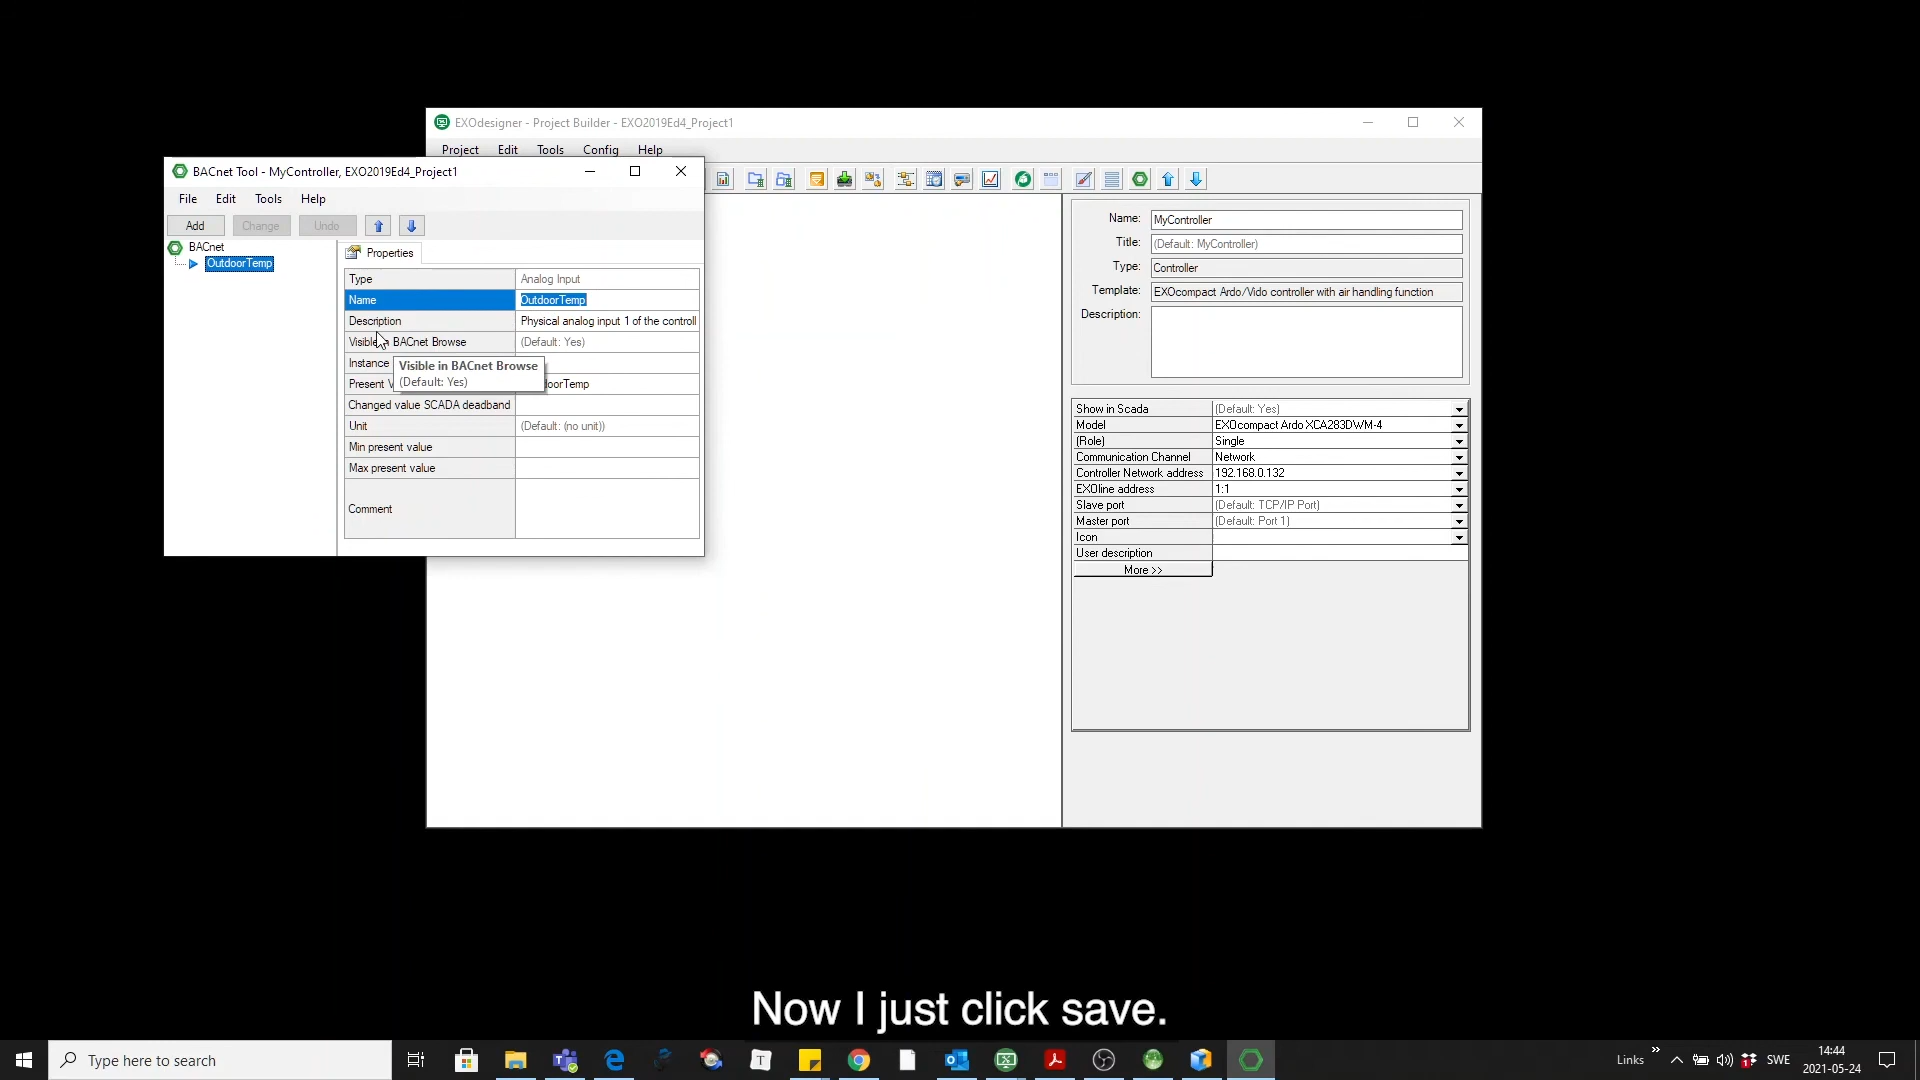 EXOdesigner - Project Builder - EXO2019Ed4_Project1
Project Edit Tools Config Help
BACnet Tool - MyController, EXO2019Ed4_Project1
File Edit Tools Help
Add Change Undo
BACnet
OutdoorTemp
Properties
Type Analog Input
Name OutdoorTemp
Description Physical analog input 1 of the controll
Visible BACnet Browse (Default: Yes)
Instance
Visible in BACnet Browse
(Default: Yes)
Present V doorTemp
Changed value SCADA deadband
Unit (Default: (no unit))
Min present value
Max present value
Comment
Name: MyController
Title: (Default: MyController)
Type: Controller
Template: EXOcompact Ardo/Vido controller with air handling function
Description:
Show in Scada (Default: Yes)
Model EXOcompact Ardo XCA283DWM-4
(Role) Single
Communication Channel Network
Controller Network address 192.168.0.132
EXOline address 1:1
Slave port (Default: TCP/IP Port)
Master port (Default: Port 1)
Icon
User description
More >>
Now I just click save.
Type here to search
Links
SWE
14:44
2021-05-24